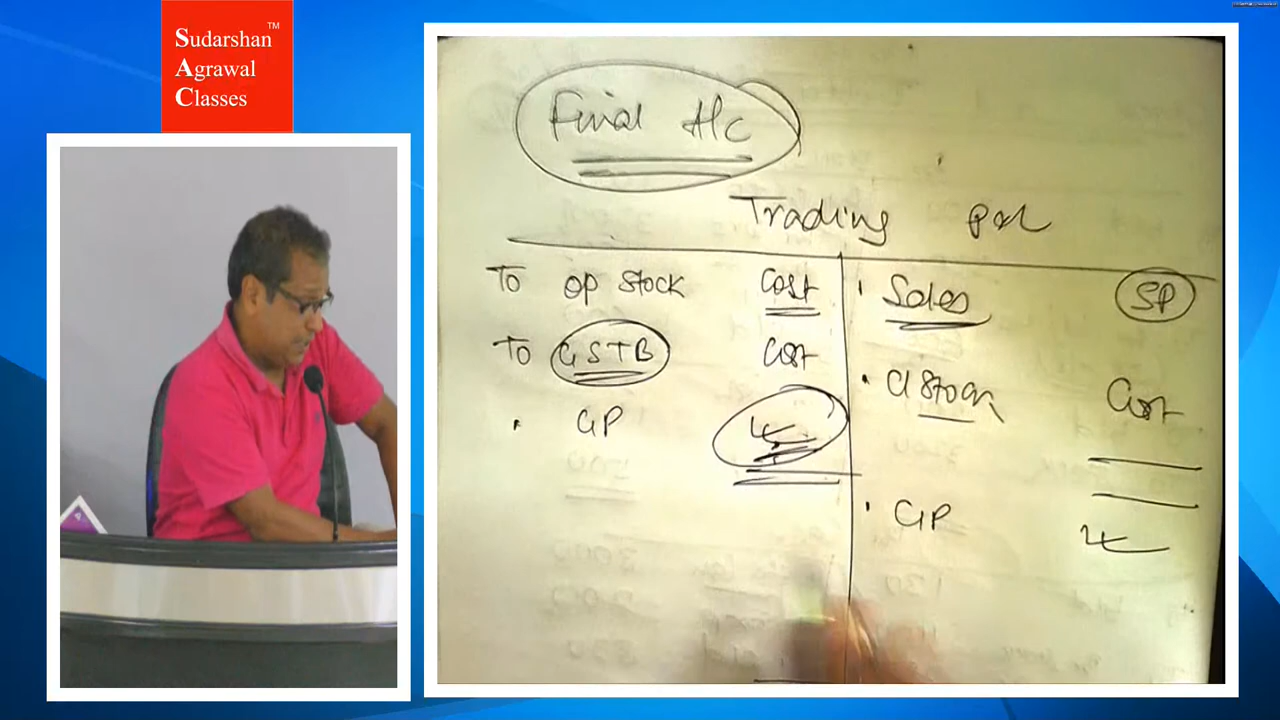 Sudarshan™
Agrawal
Classes
Final A/c
Trading P&L
To op stock Cost
To GSTB Cost
GP
Sales SP
Cl Stock Cost
GP